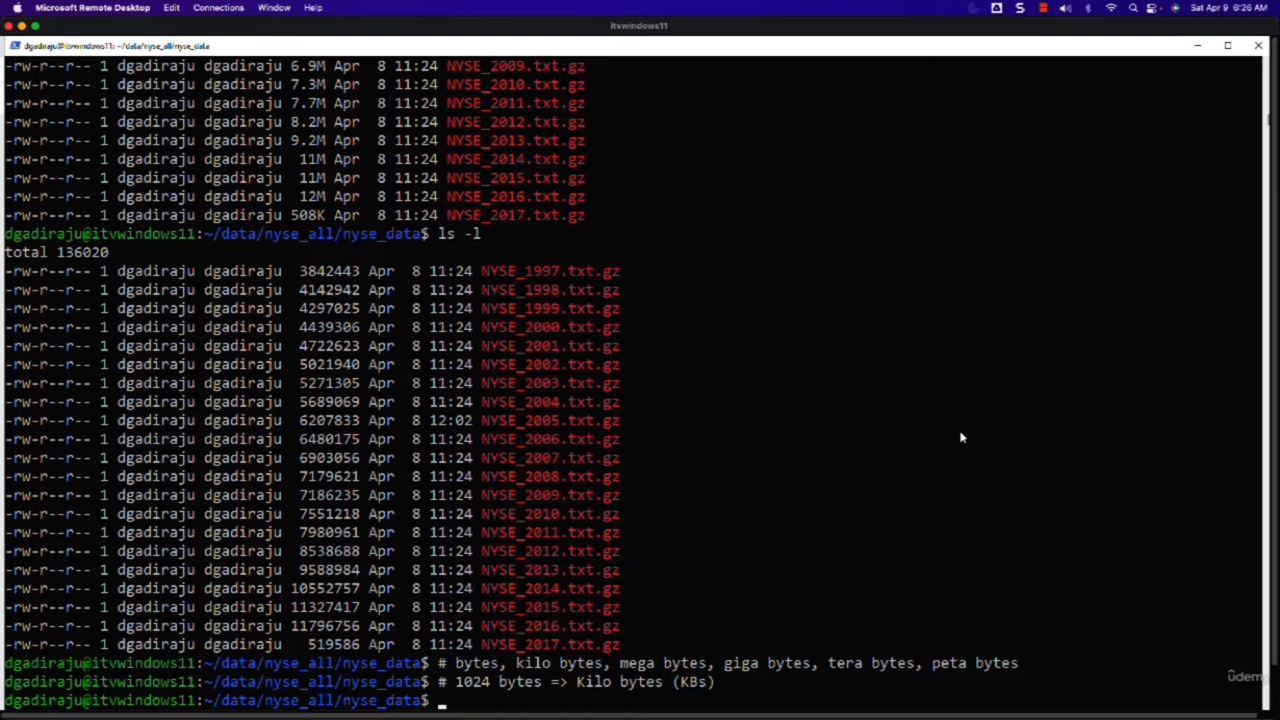 Microsoft Remote Desktop Edit Connections Window Help Sat Apr 9 6:26 AM
itvwindows11
dgadiraju@itvwindows11: ~/data/nyse_all/nyse_data
-rw-r--r-- 1 dgadiraju dgadiraju 6.9M Apr 8 11:24 NYSE_2009.txt.gz
-rw-r--r-- 1 dgadiraju dgadiraju 7.3M Apr 8 11:24 NYSE_2010.txt.gz
-rw-r--r-- 1 dgadiraju dgadiraju 7.7M Apr 8 11:24 NYSE_2011.txt.gz
-rw-r--r-- 1 dgadiraju dgadiraju 8.2M Apr 8 11:24 NYSE_2012.txt.gz
-rw-r--r-- 1 dgadiraju dgadiraju 9.2M Apr 8 11:24 NYSE_2013.txt.gz
-rw-r--r-- 1 dgadiraju dgadiraju 11M Apr 8 11:24 NYSE_2014.txt.gz
-rw-r--r-- 1 dgadiraju dgadiraju 11M Apr 8 11:24 NYSE_2015.txt.gz
-rw-r--r-- 1 dgadiraju dgadiraju 12M Apr 8 11:24 NYSE_2016.txt.gz
-rw-r--r-- 1 dgadiraju dgadiraju 508K Apr 8 11:24 NYSE_2017.txt.gz
dgadiraju@itvwindows11:~/data/nyse_all/nyse_data$ ls -l
total 136020
-rw-r--r-- 1 dgadiraju dgadiraju 3842443 Apr 8 11:24 NYSE_1997.txt.gz
-rw-r--r-- 1 dgadiraju dgadiraju 4142942 Apr 8 11:24 NYSE_1998.txt.gz
-rw-r--r-- 1 dgadiraju dgadiraju 4297025 Apr 8 11:24 NYSE_1999.txt.gz
-rw-r--r-- 1 dgadiraju dgadiraju 4439306 Apr 8 11:24 NYSE_2000.txt.gz
-rw-r--r-- 1 dgadiraju dgadiraju 4722623 Apr 8 11:24 NYSE_2001.txt.gz
-rw-r--r-- 1 dgadiraju dgadiraju 5021940 Apr 8 11:24 NYSE_2002.txt.gz
-rw-r--r-- 1 dgadiraju dgadiraju 5271305 Apr 8 11:24 NYSE_2003.txt.gz
-rw-r--r-- 1 dgadiraju dgadiraju 5689069 Apr 8 11:24 NYSE_2004.txt.gz
-rw-r--r-- 1 dgadiraju dgadiraju 6207833 Apr 8 12:02 NYSE_2005.txt.gz
-rw-r--r-- 1 dgadiraju dgadiraju 6480175 Apr 8 11:24 NYSE_2006.txt.gz
-rw-r--r-- 1 dgadiraju dgadiraju 6903056 Apr 8 11:24 NYSE_2007.txt.gz
-rw-r--r-- 1 dgadiraju dgadiraju 7179621 Apr 8 11:24 NYSE_2008.txt.gz
-rw-r--r-- 1 dgadiraju dgadiraju 7186235 Apr 8 11:24 NYSE_2009.txt.gz
-rw-r--r-- 1 dgadiraju dgadiraju 7551218 Apr 8 11:24 NYSE_2010.txt.gz
-rw-r--r-- 1 dgadiraju dgadiraju 7980961 Apr 8 11:24 NYSE_2011.txt.gz
-rw-r--r-- 1 dgadiraju dgadiraju 8538688 Apr 8 11:24 NYSE_2012.txt.gz
-rw-r--r-- 1 dgadiraju dgadiraju 9588984 Apr 8 11:24 NYSE_2013.txt.gz
-rw-r--r-- 1 dgadiraju dgadiraju 10552757 Apr 8 11:24 NYSE_2014.txt.gz
-rw-r--r-- 1 dgadiraju dgadiraju 11327417 Apr 8 11:24 NYSE_2015.txt.gz
-rw-r--r-- 1 dgadiraju dgadiraju 11796756 Apr 8 11:24 NYSE_2016.txt.gz
-rw-r--r-- 1 dgadiraju dgadiraju 519586 Apr 8 11:24 NYSE_2017.txt.gz
dgadiraju@itvwindows11:~/data/nyse_all/nyse_data$ # bytes, kilo bytes, mega bytes, giga bytes, tera bytes, peta bytes
dgadiraju@itvwindows11:~/data/nyse_all/nyse_data$ # 1024 bytes => Kilo bytes (KBs)
dgadiraju@itvwindows11:~/data/nyse_all/nyse_data$
ûdemy